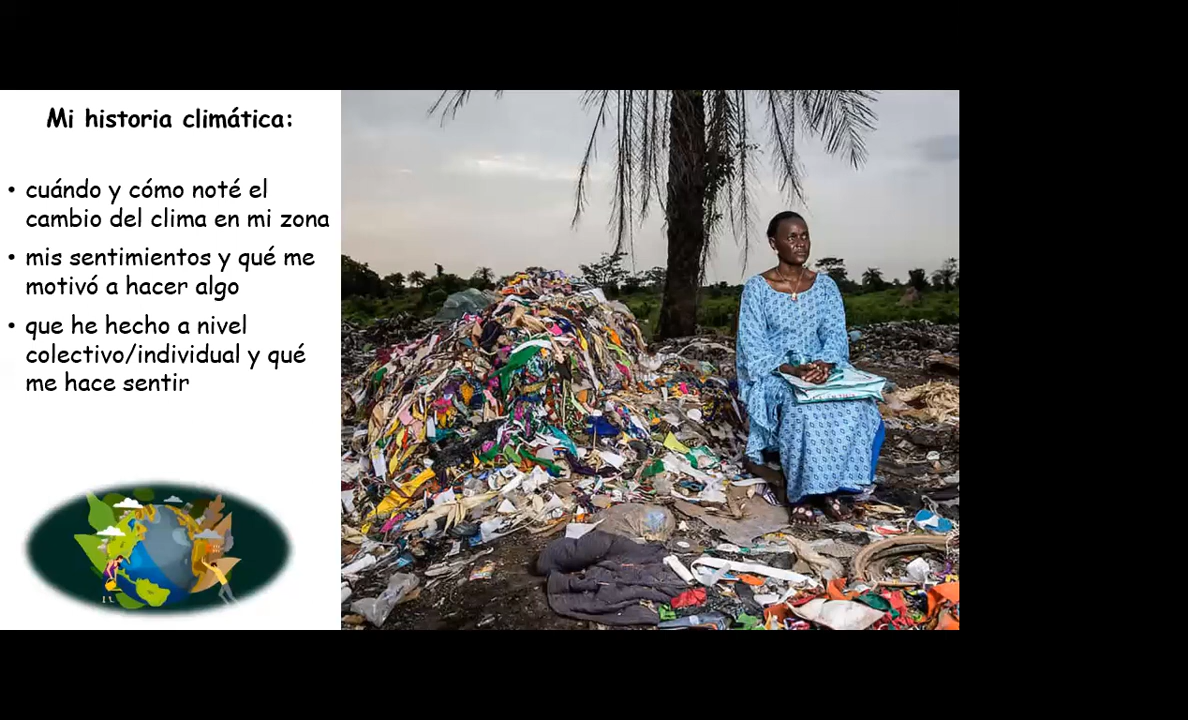 Mi historia climática:
• cuándo y cómo noté el
cambio del clima en mi zona
• mis sentimientos y qué me
motivó a hacer algo
• que he hecho a nivel
colectivo/individual y qué
me hace sentir